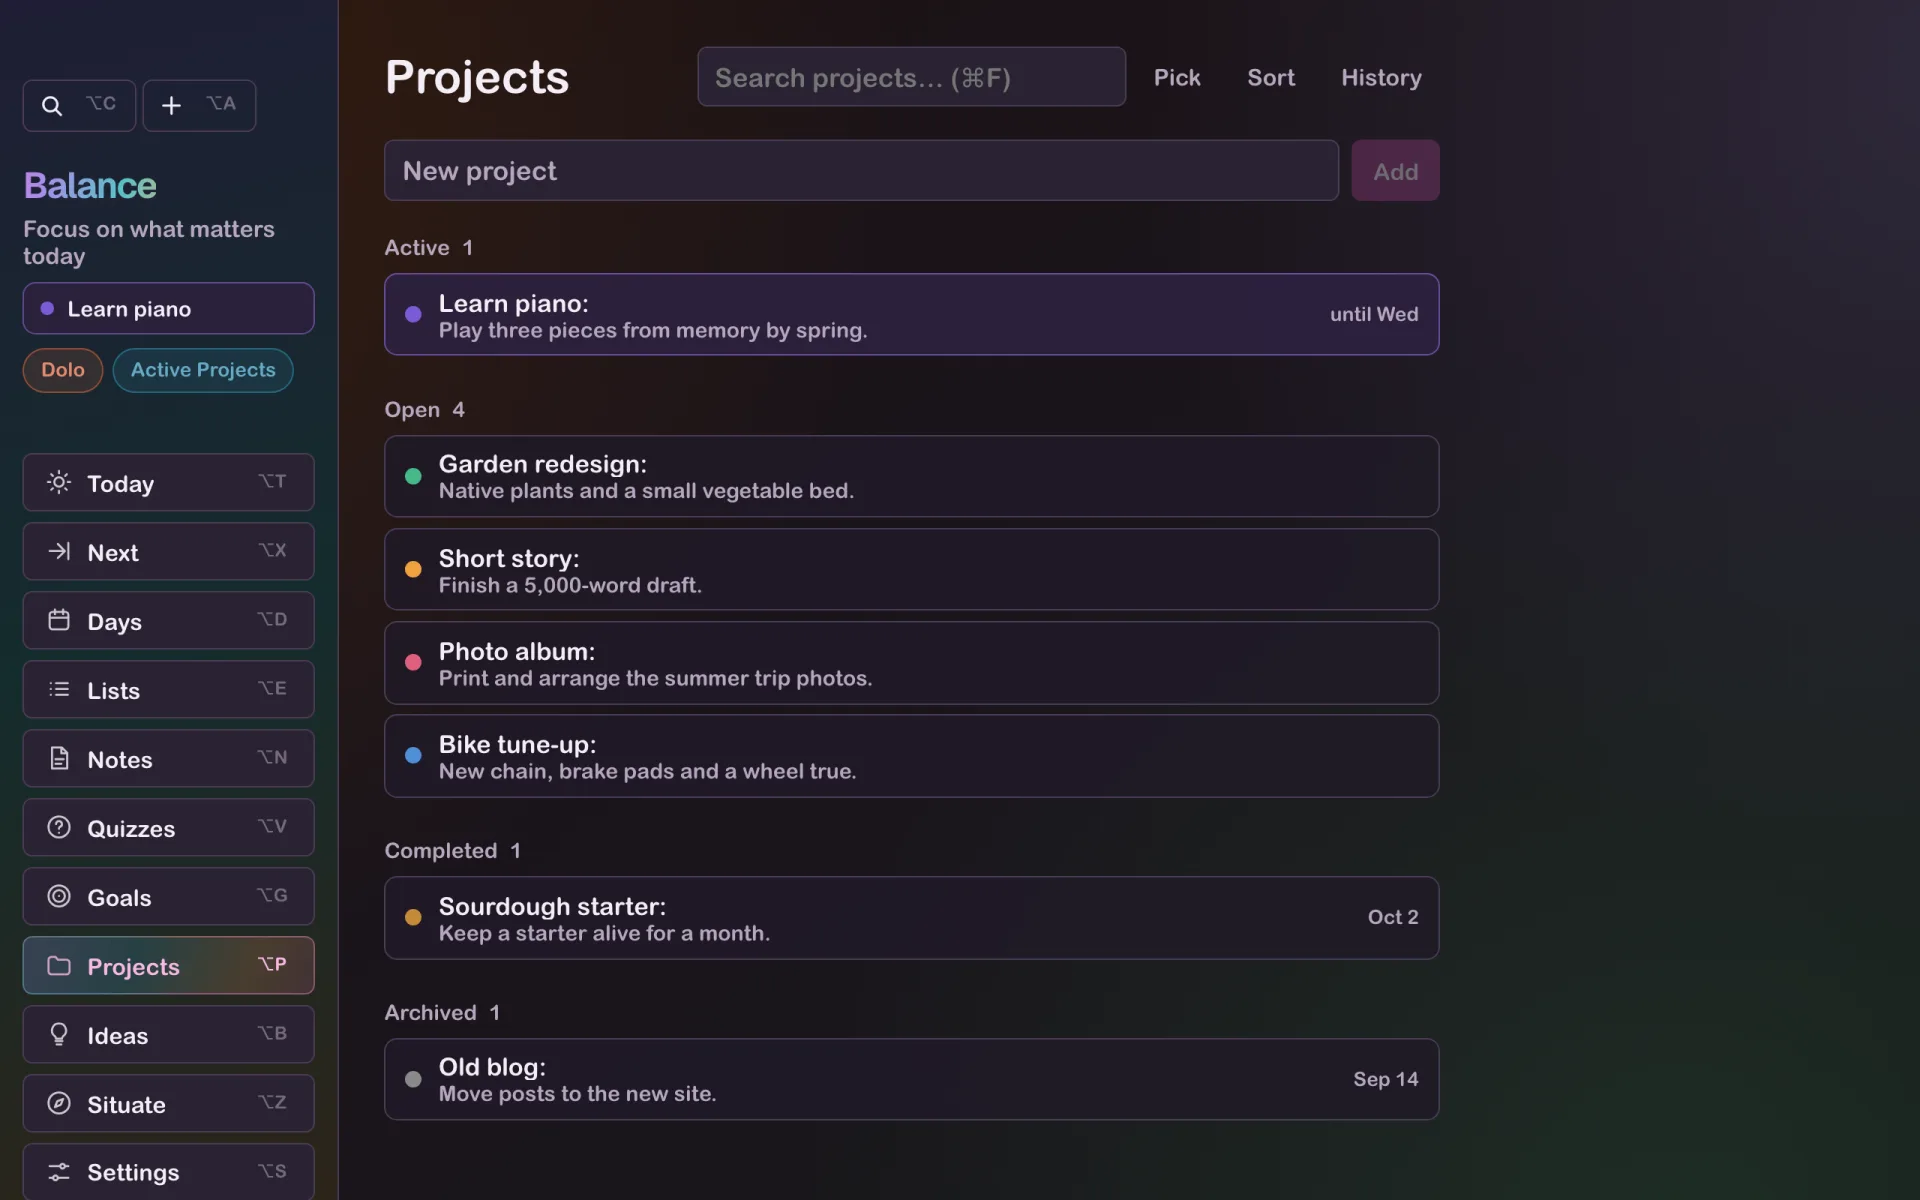 ⌥C
⌥A
Balance
Focus on what matters
today
Learn piano
Dolo
Active Projects
Today ⌥T
Next ⌥X
Days ⌥D
Lists ⌥E
Notes ⌥N
Quizzes ⌥V
Goals ⌥G
Projects ⌥P
Ideas ⌥B
Situate ⌥Z
Settings ⌥S
Projects
Search projects... (⌘F)
Pick
Sort
History
New project
Add
Active 1
Learn piano:
Play three pieces from memory by spring.
until Wed
Open 4
Garden redesign:
Native plants and a small vegetable bed.
Short story:
Finish a 5,000-word draft.
Photo album:
Print and arrange the summer trip photos.
Bike tune-up:
New chain, brake pads and a wheel true.
Completed 1
Sourdough starter:
Keep a starter alive for a month.
Oct 2
Archived 1
Old blog:
Move posts to the new site.
Sep 14